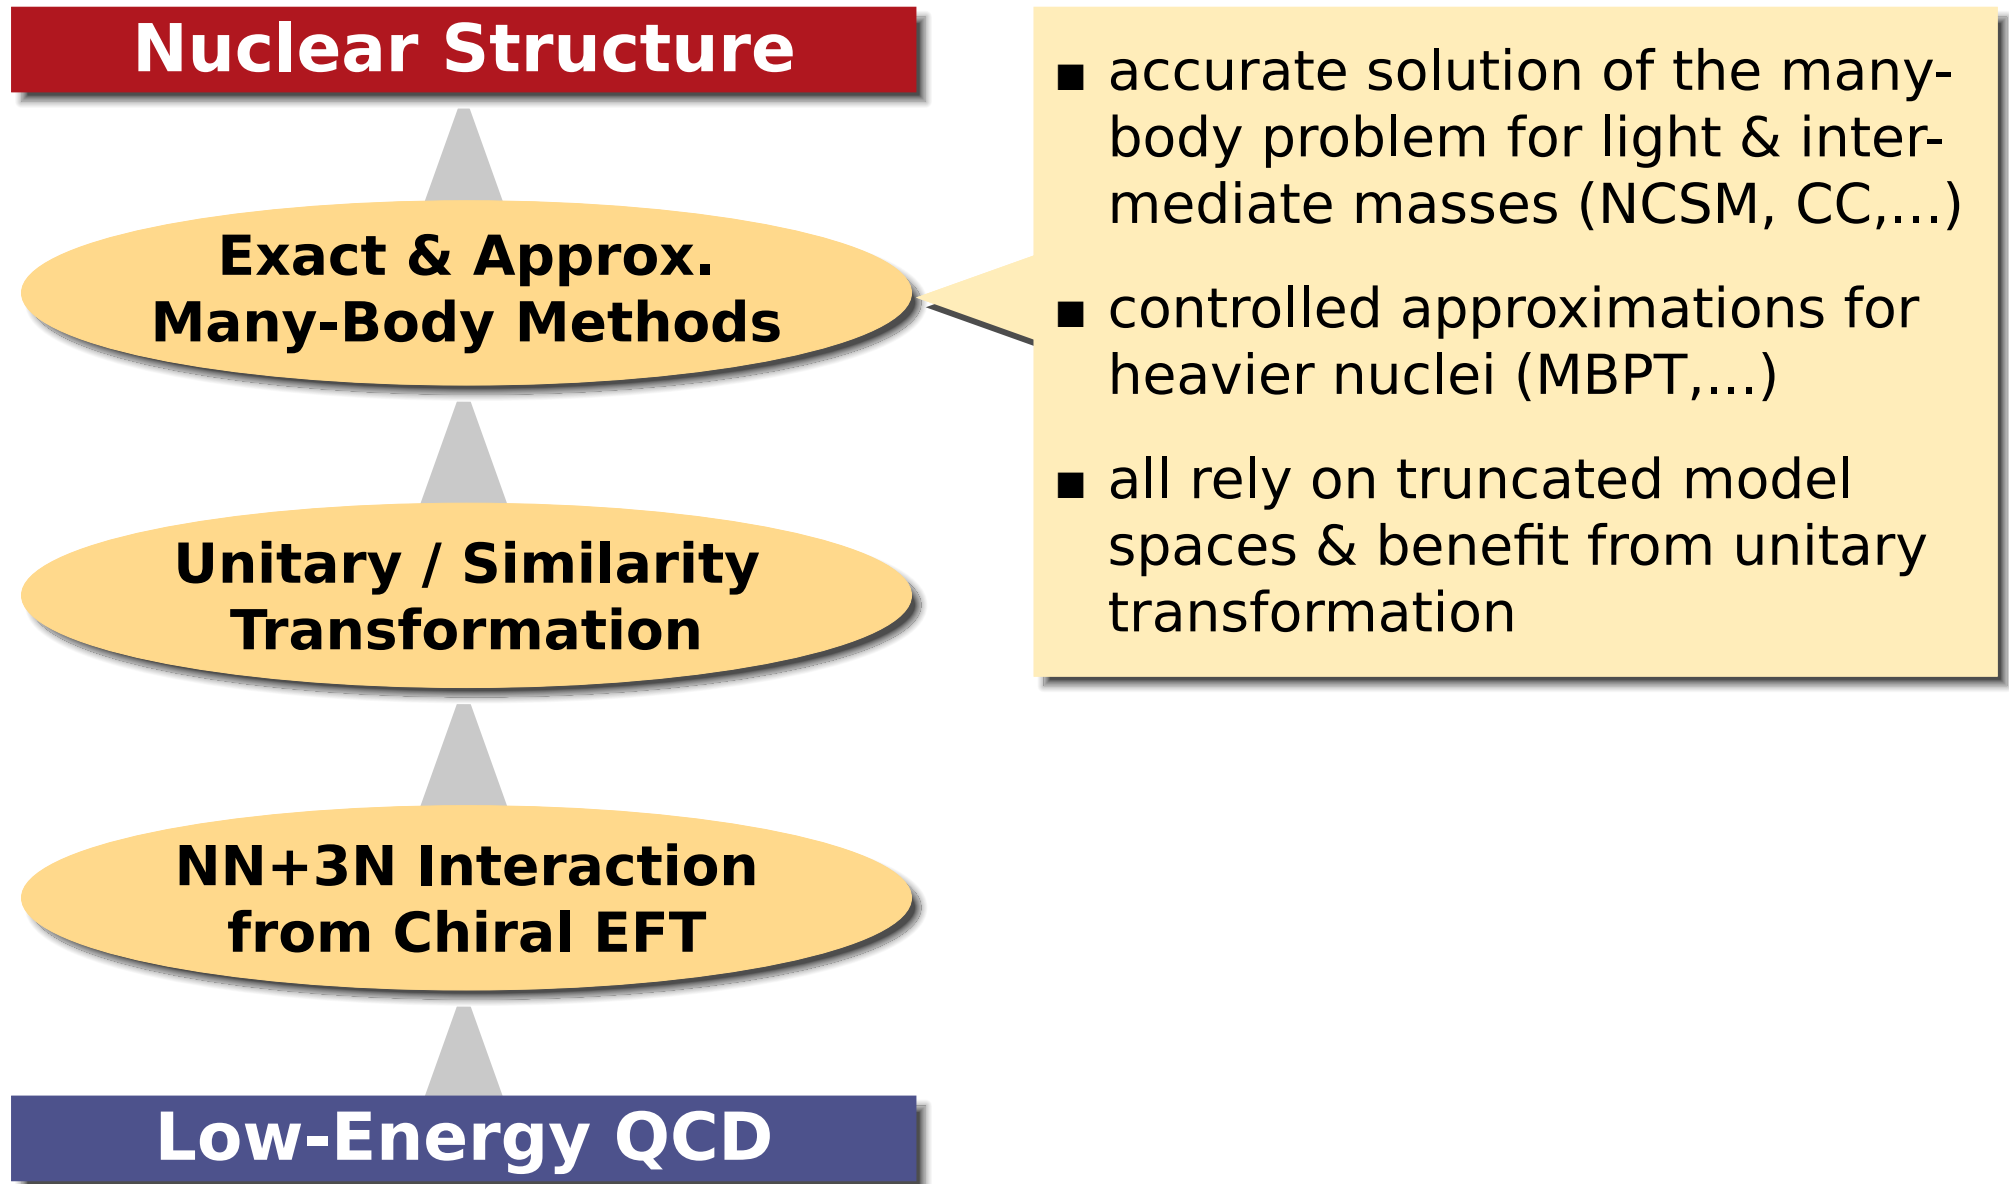 Nuclear Structure
Exact & Approx.
Many-Body Methods
Unitary / Similarity
Transformation
NN+3N Interaction
from Chiral EFT
Low-Energy QCD
▪ accurate solution of the many-
body problem for light & inter-
mediate masses (NCSM, CC,...)
▪ controlled approximations for
heavier nuclei (MBPT,...)
▪ all rely on truncated model
spaces & benefit from unitary
transformation